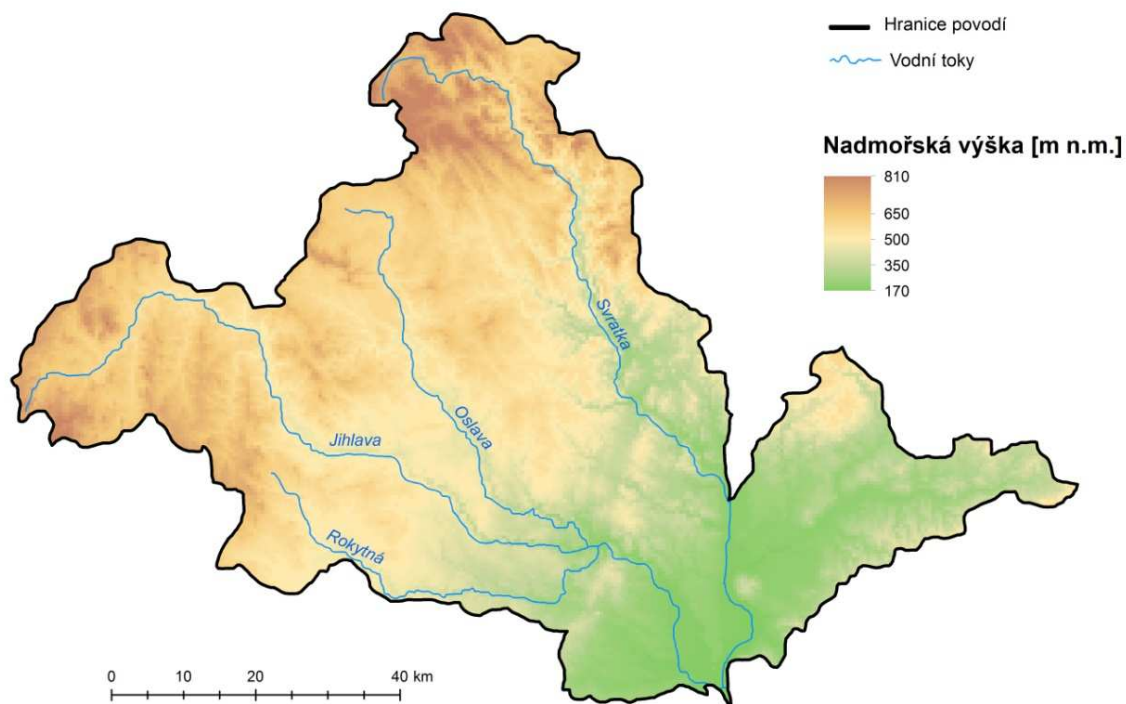 Hranice povodí
Vodní toky
Nadmořská výška [m n.m.]
810
650
500
350
170
Svratka
Oslava
Jihlava
Rokytná
0 10 20 40 km